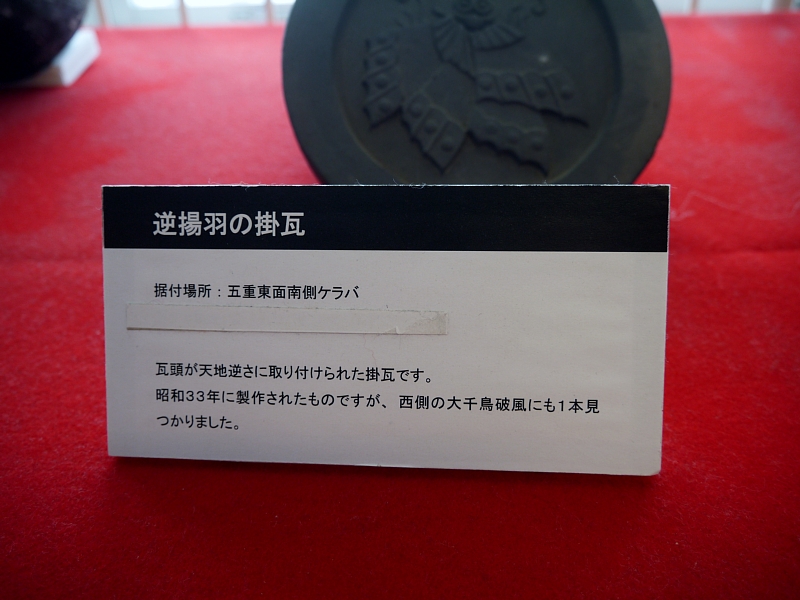 逆揚羽の掛瓦
据付場所：五重東面南側ケラバ
瓦頭が天地逆さに取り付けられた掛瓦です。
昭和３３年に製作されたものですが、西側の大千鳥破風にも１本見
つかりました。